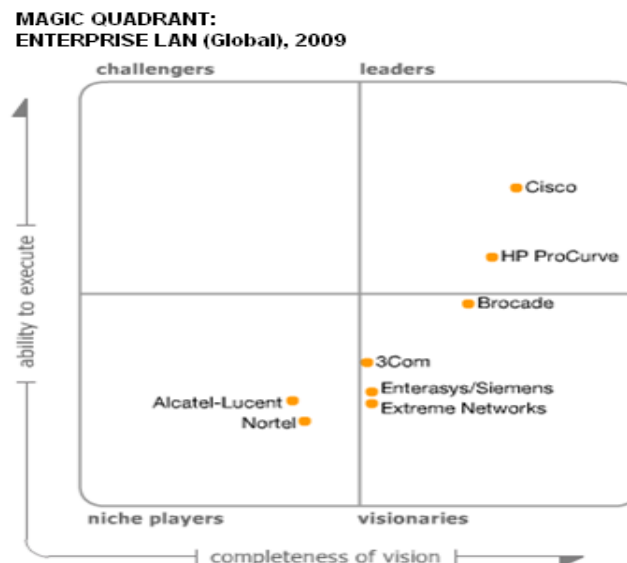 MAGIC QUADRANT:
ENTERPRISE LAN (Global), 2009
challengers
leaders
Cisco
HP ProCurve
Brocade
3Com
Enterasys/Siemens
Alcatel-Lucent
Extreme Networks
Nortel
niche players
visionaries
ability to execute
completeness of vision